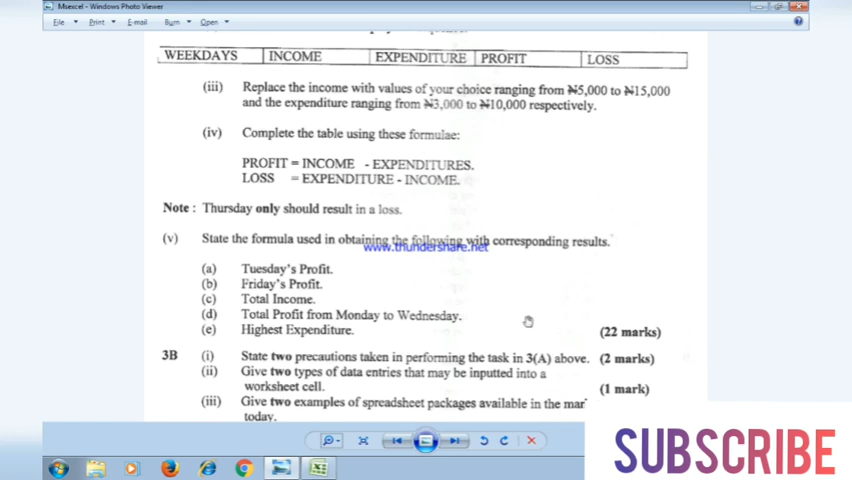 Msexcel - Windows Photo Viewer
File Print E-mail Burn Open
WEEKDAYS INCOME EXPENDITURE PROFIT LOSS
(iii) Replace the income with values of your choice ranging from ₦5,000 to ₦15,000
and the expenditure ranging from ₦3,000 to ₦10,000 respectively.
(iv) Complete the table using these formulae:
PROFIT = INCOME - EXPENDITURES.
LOSS = EXPENDITURE - INCOME.
Note : Thursday only should result in a loss.
(v) State the formula used in obtaining the following with corresponding results.
www.thundershare.net
(a) Tuesday's Profit.
(b) Friday's Profit.
(c) Total Income.
(d) Total Profit from Monday to Wednesday.
(e) Highest Expenditure. (22 marks)
3B (i) State two precautions taken in performing the task in 3(A) above. (2 marks)
(ii) Give two types of data entries that may be inputted into a
worksheet cell. (1 mark)
(iii) Give two examples of spreadsheet packages available in the mar
today.
SUBSCRIBE